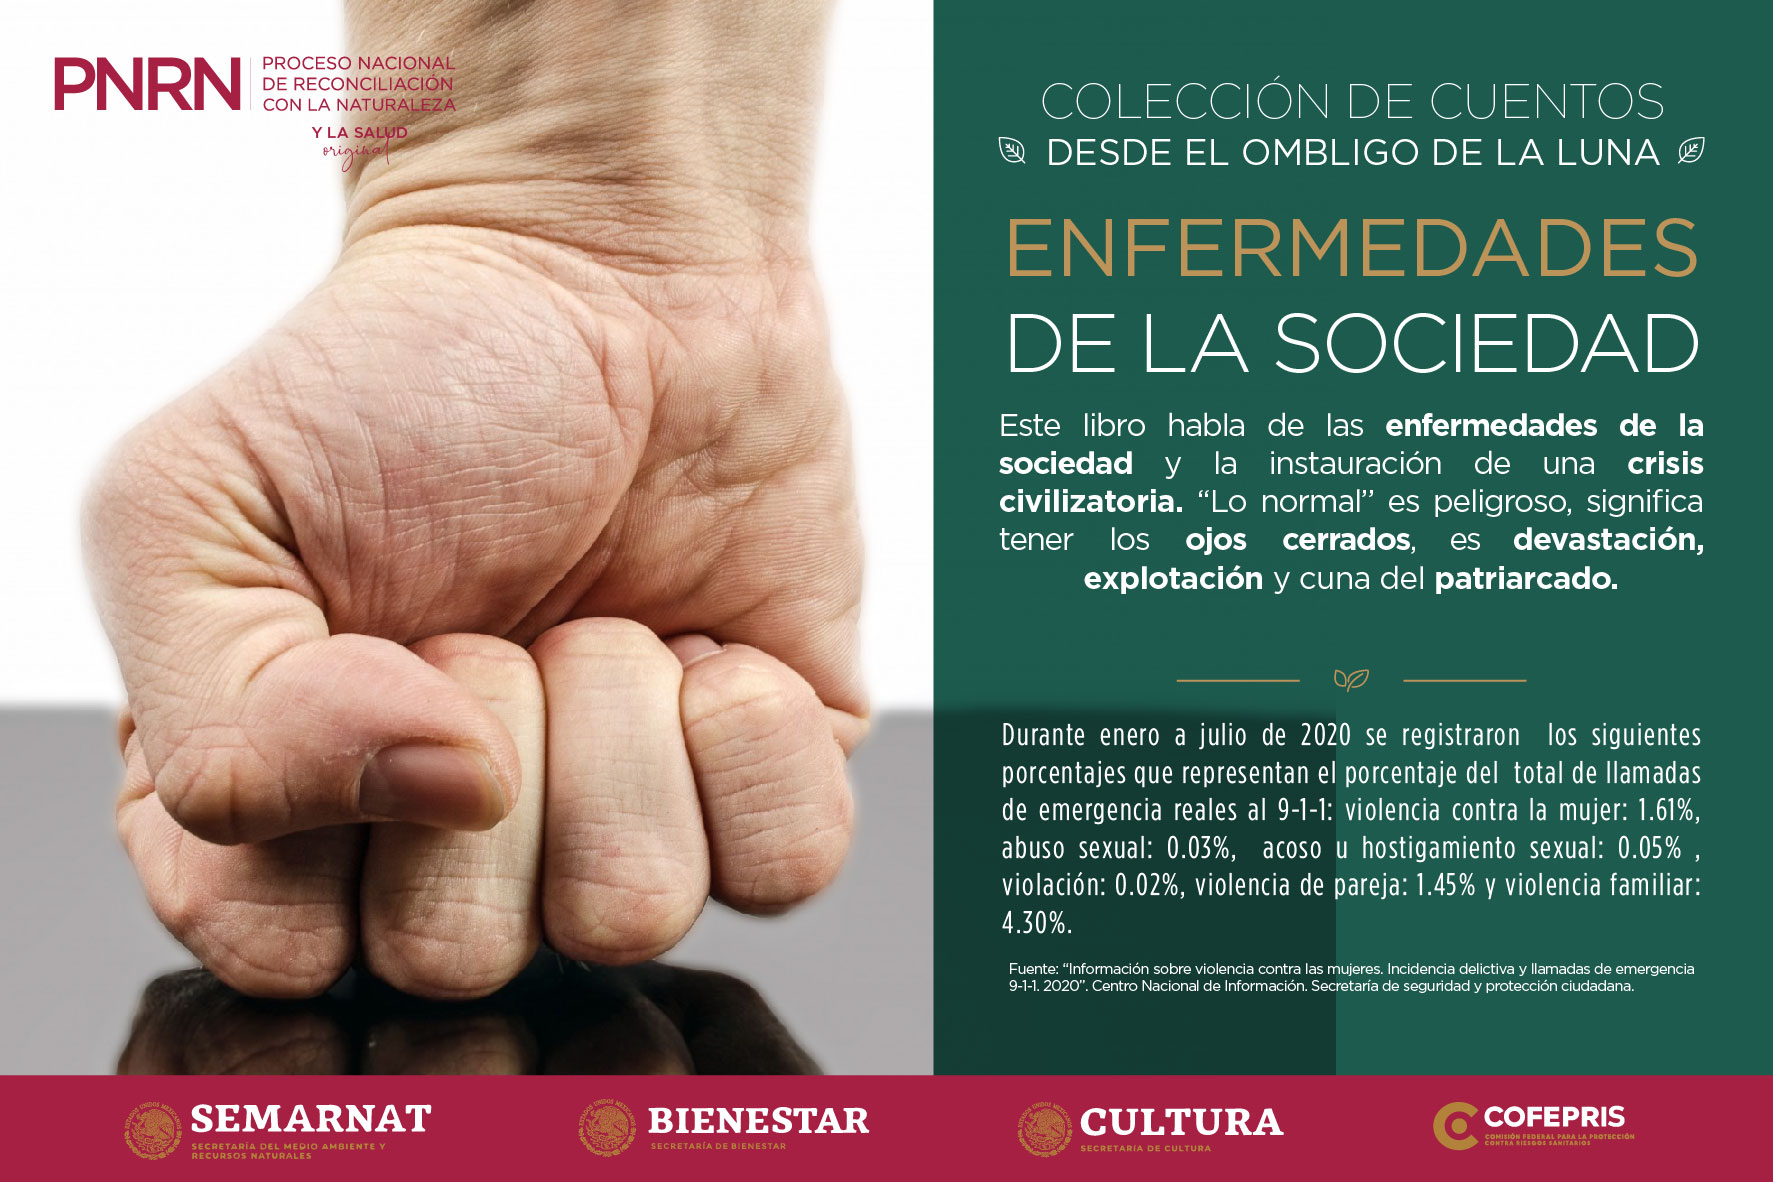 PNRN
PROCESO NACIONAL
DE RECONCILIACIÓN
CON LA NATURALEZA
Y LA SALUD
original
COLECCIÓN DE CUENTOS
DESDE EL OMBLIGO DE LA LUNA
ENFERMEDADES
DE LA SOCIEDAD
Este libro habla de las enfermedades de la
sociedad y la instauración de una crisis
civilizatoria. “Lo normal” es peligroso, significa
tener los ojos cerrados, es devastación,
explotación y cuna del patriarcado.
Durante enero a julio de 2020 se registraron los siguientes
porcentajes que representan el porcentaje del total de llamadas
de emergencia reales al 9-1-1: violencia contra la mujer: 1.61%,
abuso sexual: 0.03%, acoso u hostigamiento sexual: 0.05% ,
violación: 0.02%, violencia de pareja: 1.45% y violencia familiar:
4.30%.
Fuente: “Información sobre violencia contra las mujeres. Incidencia delictiva y llamadas de emergencia
9-1-1. 2020”. Centro Nacional de Información. Secretaría de seguridad y protección ciudadana.
SEMARNAT
SECRETARÍA DEL MEDIO AMBIENTE Y
RECURSOS NATURALES
BIENESTAR
SECRETARÍA DE BIENESTAR
CULTURA
SECRETARÍA DE CULTURA
COFEPRIS
COMISIÓN FEDERAL PARA LA PROTECCIÓN
CONTRA RIESGOS SANITARIOS